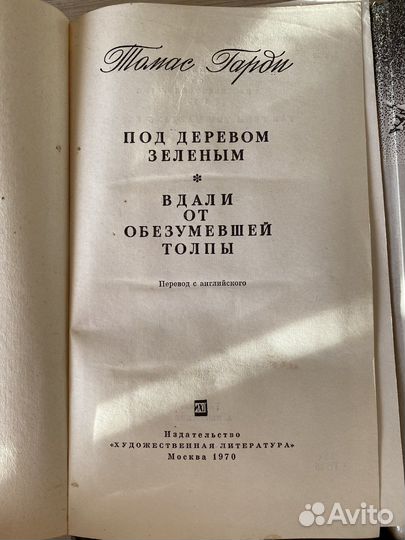 Томас Гарди
ПОД ДЕРЕВОМ
ЗЕЛЕНЫМ
*
ВДАЛИ
ОТ
ОБЕЗУМЕВШЕЙ
ТОЛПЫ
Перевод с английского
Издательство
«ХУДОЖЕСТВЕННАЯ ЛИТЕРАТУРА»
Москва 1970
Avito